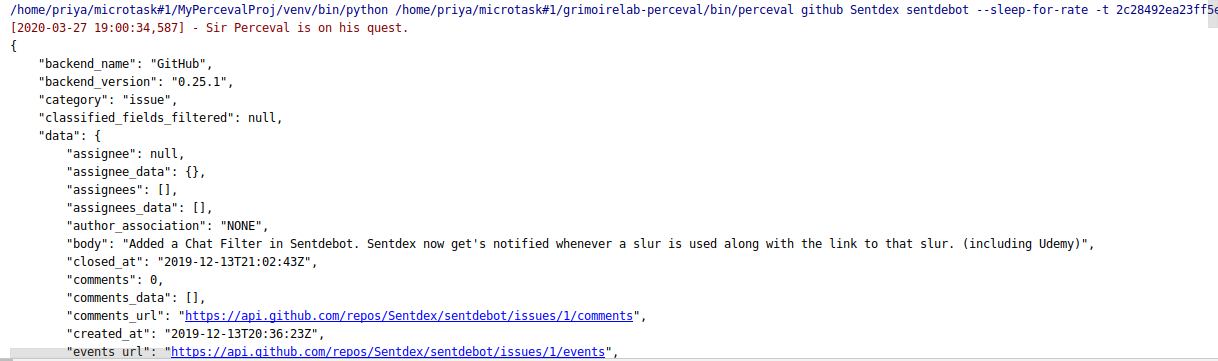 /home/priya/microtask#1/MyPercevalProj/venv/bin/python /home/priya/microtask#1/grimoirelab-perceval/bin/perceval github Sentdex sentdebot --sleep-for-rate -t 2c28492ea23ff5e
[2020-03-27 19:00:34,587] - Sir Perceval is on his quest.
{
    "backend_name": "GitHub",
    "backend_version": "0.25.1",
    "category": "issue",
    "classified_fields_filtered": null,
    "data": {
        "assignee": null,
        "assignee_data": {},
        "assignees": [],
        "assignees_data": [],
        "author_association": "NONE",
        "body": "Added a Chat Filter in Sentdebot. Sentdex now get's notified whenever a slur is used along with the link to that slur. (including Udemy)",
        "closed_at": "2019-12-13T21:02:43Z",
        "comments": 0,
        "comments_data": [],
        "comments_url": "https://api.github.com/repos/Sentdex/sentdebot/issues/1/comments",
        "created_at": "2019-12-13T20:36:23Z",
        "events_url": "https://api.github.com/repos/Sentdex/sentdebot/issues/1/events",